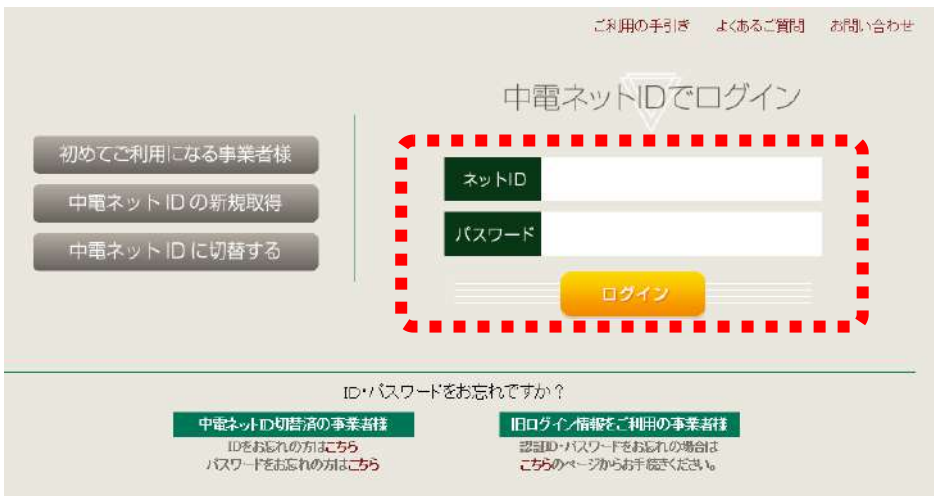 ご利用の手引き よくあるご質問 お問い合わせ
中電ネットIDでログイン
初めてご利用になる事業者様
中電ネット ID の新規取得
中電ネット ID に切替する
ネットID
パスワード
ログイン
ID・パスワードをお忘れですか？
中電ネットID切替済の事業者様
IDをお忘れの方はこちら
パスワードをお忘れの方はこちら
旧ログイン情報をご利用の事業者様
認証ID・パスワードをお忘れの場合は
こちらのページからお手続きください。